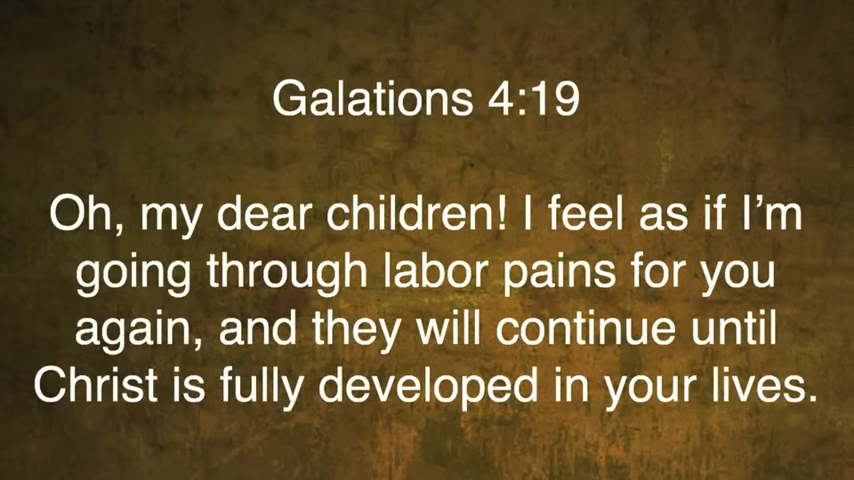 Galations 4:19
Oh, my dear children! I feel as if I’m
going through labor pains for you
again, and they will continue until
Christ is fully developed in your lives.